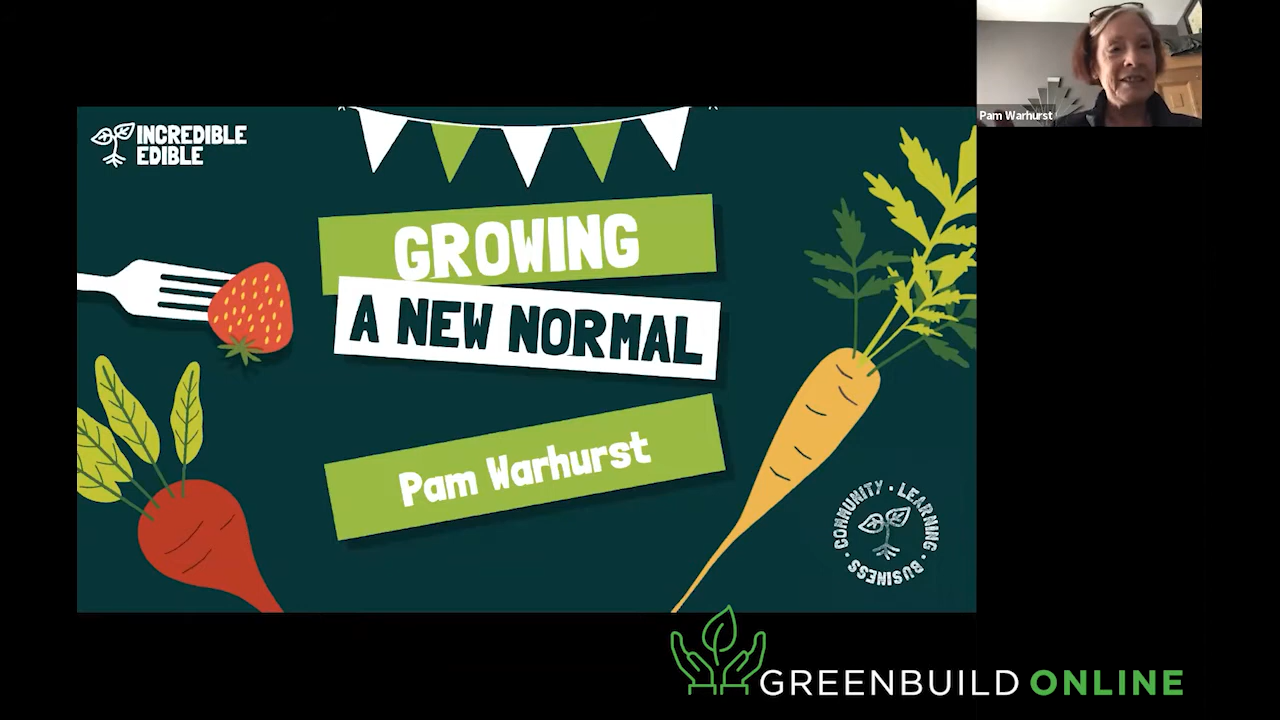 Pam Warhurst
INCREDIBLE
EDIBLE
GROWING
A NEW NORMAL
Pam Warhurst
COMMUNITY · LEARNING · BUSINESS ·
GREENBUILD ONLINE